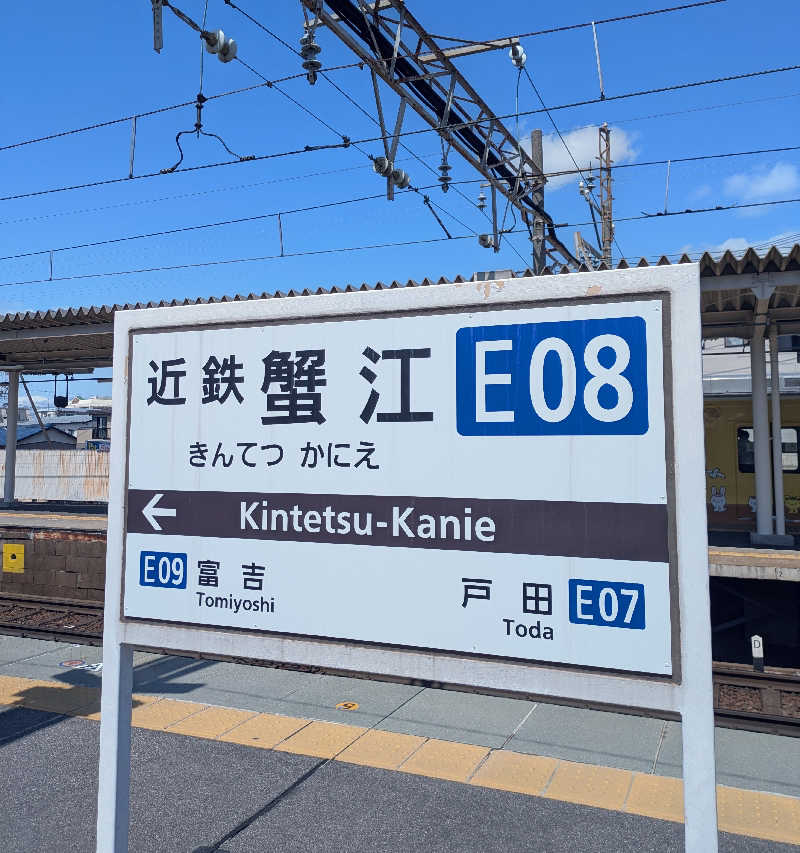 近鉄蟹江 E08
きんてつ かにえ
← Kintetsu-Kanie
E09 富吉
Tomiyoshi
戸田 E07
Toda
9
D